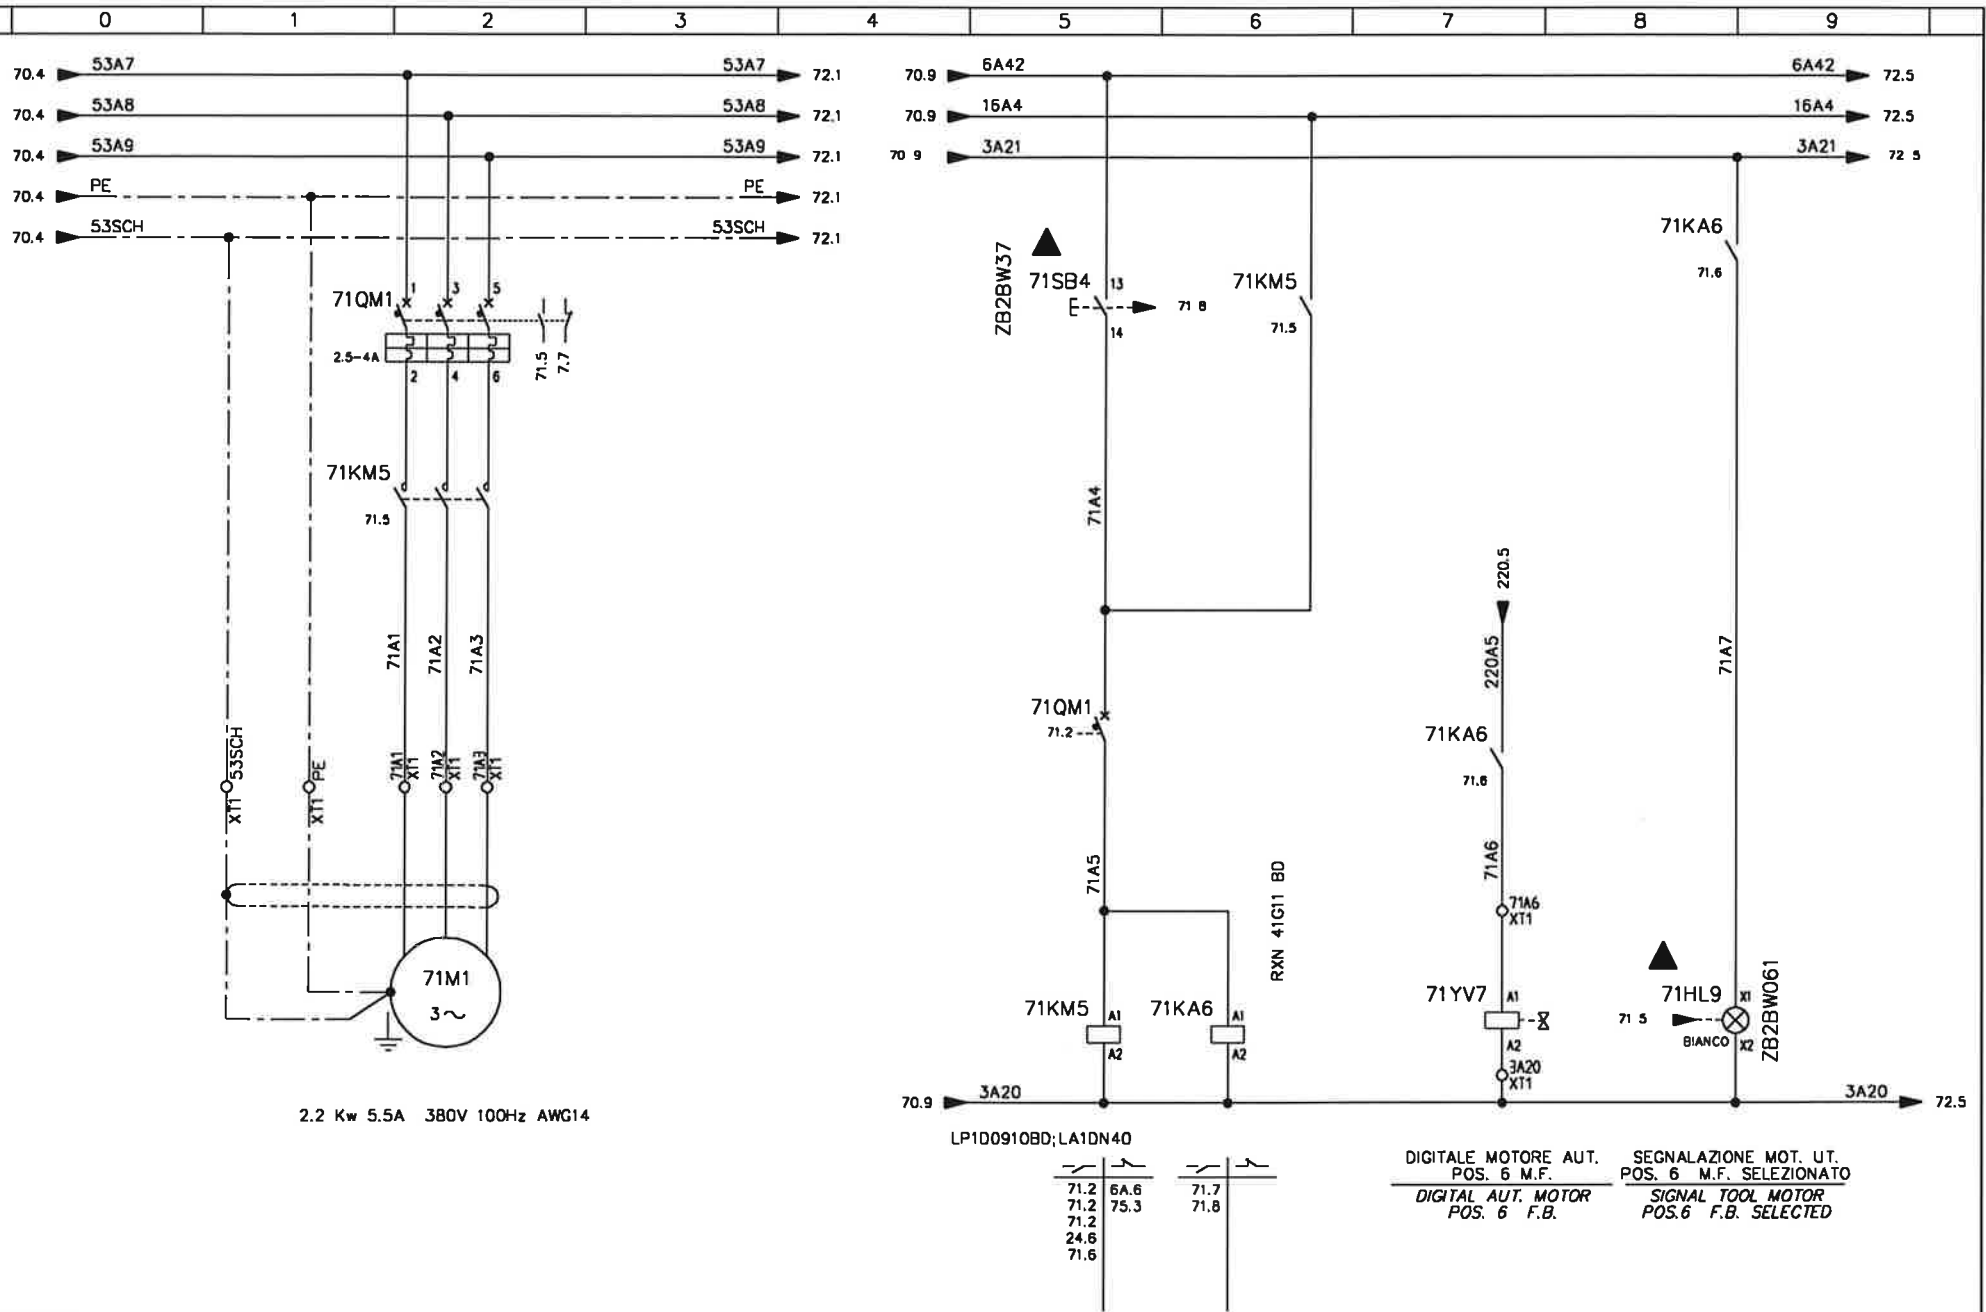 0 1 2 3 4 5 6 7 8 9
70.4 53A7 53A7 72.1
70.4 53A8 53A8 72.1
70.4 53A9 53A9 72.1
70.4 PE PE 72.1
70.4 53SCH 53SCH 72.1
70.9 6A42 6A42 72.5
70.9 16A4 16A4 72.5
70 9 3A21 3A21 72 5
71QM1
1 3 5
2.5-4A
2 4 6
71.5
7.7
71KM5
71.5
71A1
71A2
71A3
53SCH
XT1
PE
XT1
71A1
XT1
71A2
XT1
71A3
XT1
71M1
3~
2.2 Kw 5.5A 380V 100Hz AWG14
ZB2BW37
71SB4
13
14
71 8
71KM5
71.5
71A4
71QM1
71.2
71A5
RXN 41G11 BD
71KM5
A1
A2
71KA6
A1
A2
220.5
220A5
71KA6
71.6
71A6
71A6
XT1
71YV7
A1
A2
3A20
XT1
71KA6
71.6
71A7
71HL9
X1
X2
71 5
BIANCO
ZB2BW061
70.9 3A20 3A20 72.5
LP1D0910BD;LA1DN40
71.2 6A.6
71.2 75.3
71.2
24.6
71.6
71.7
71.8
DIGITALE MOTORE AUT.
POS. 6 M.F.
DIGITAL AUT. MOTOR
POS. 6 F.B.
SEGNALAZIONE MOT. UT.
POS. 6 M.F. SELEZIONATO
SIGNAL TOOL MOTOR
POS.6 F.B. SELECTED